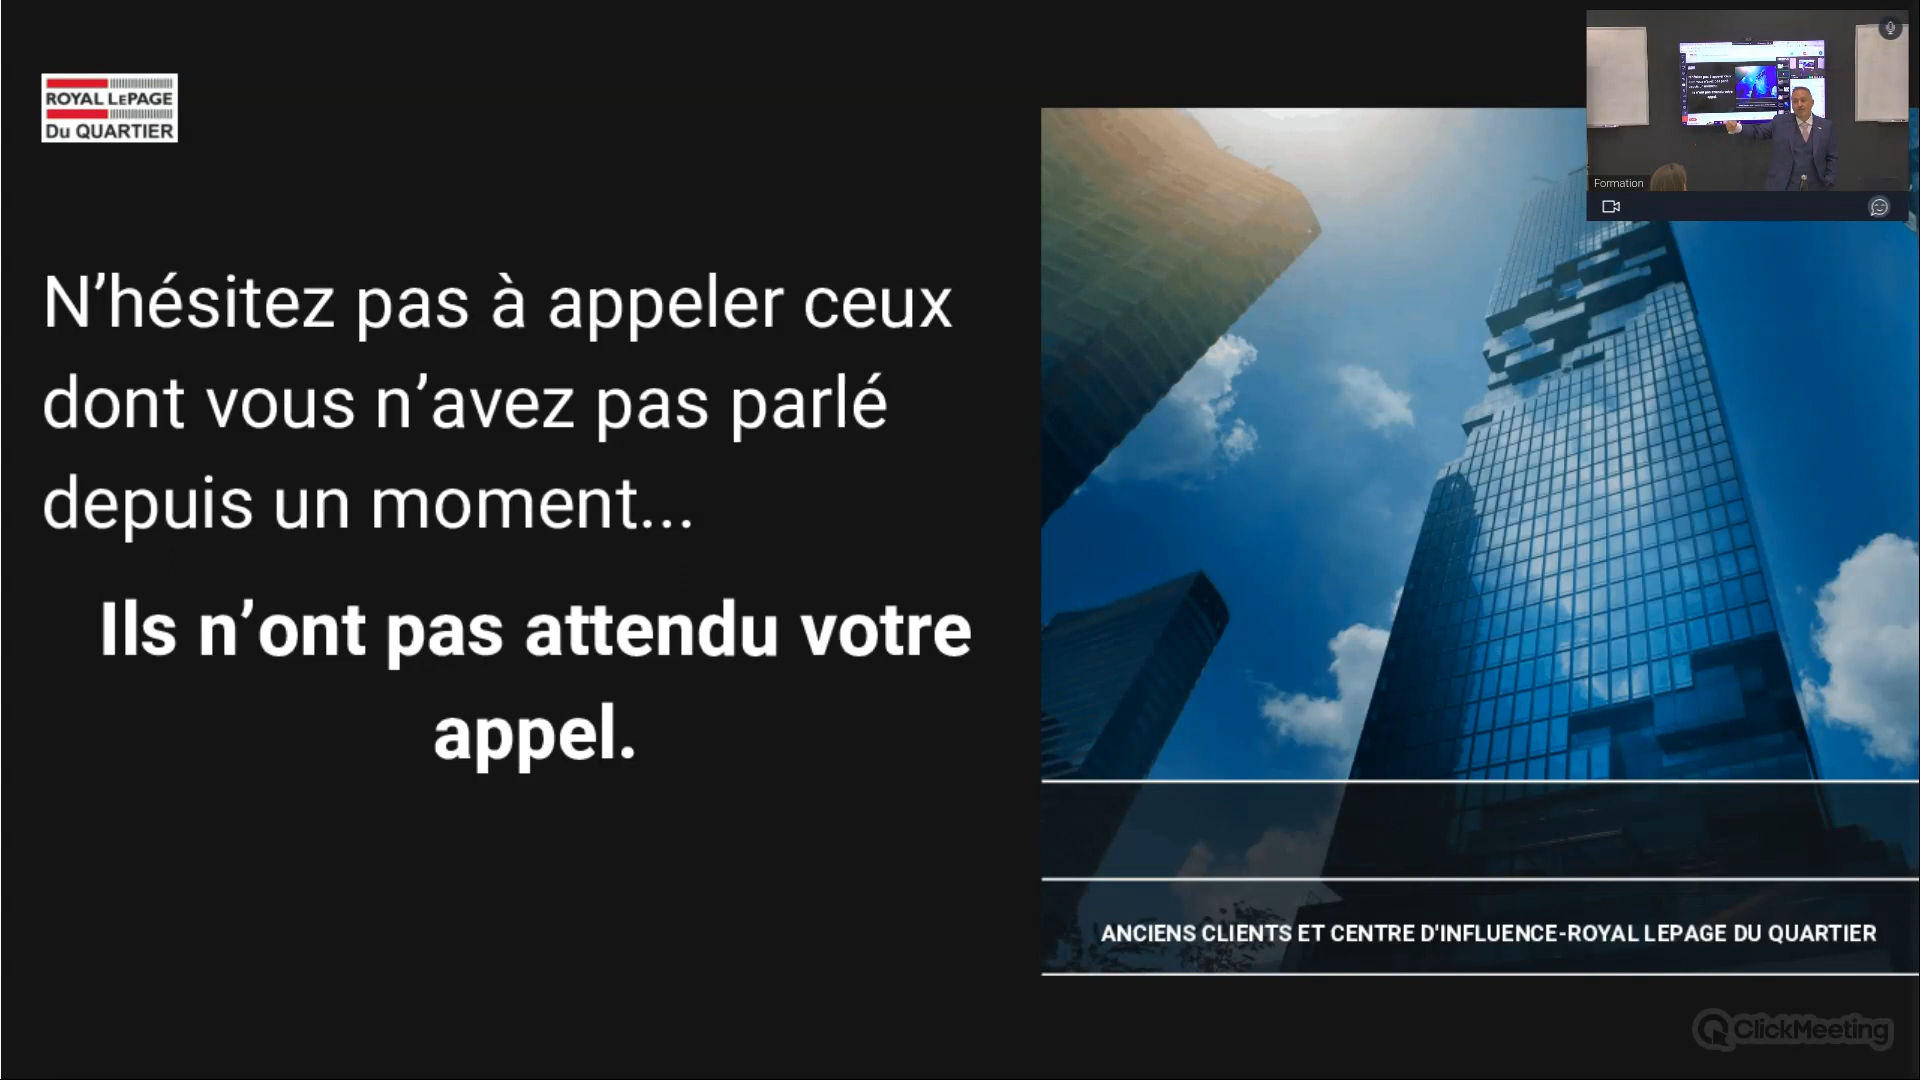 ROYAL LEPAGE
Du QUARTIER
N’hésitez pas à appeler ceux
dont vous n’avez pas parlé
depuis un moment...
Ils n’ont pas attendu votre
appel.
Formation
ANCIENS CLIENTS ET CENTRE D'INFLUENCE-ROYAL LEPAGE DU QUARTIER
ClickMeeting